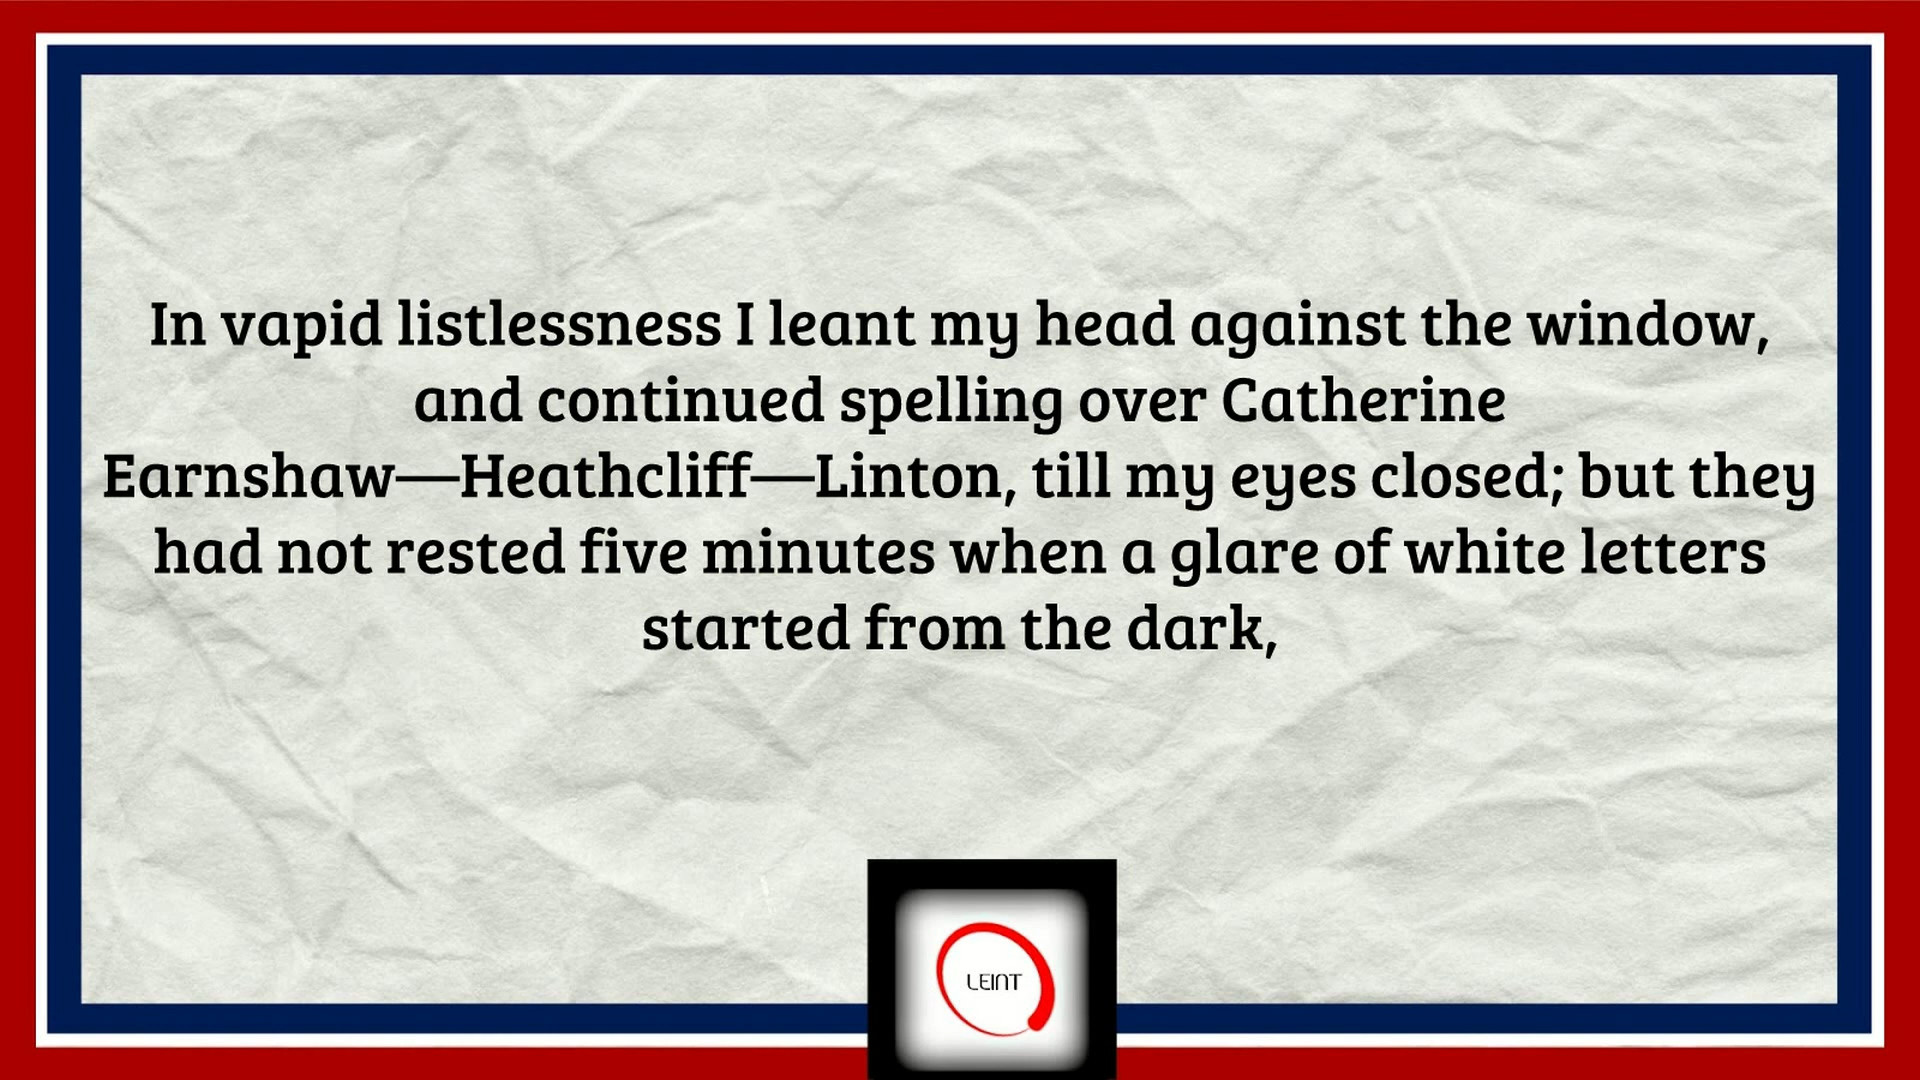 In vapid listlessness I leant my head against the window,
and continued spelling over Catherine
Earnshaw—Heathcliff—Linton, till my eyes closed; but they
had not rested five minutes when a glare of white letters
started from the dark,
LEINT